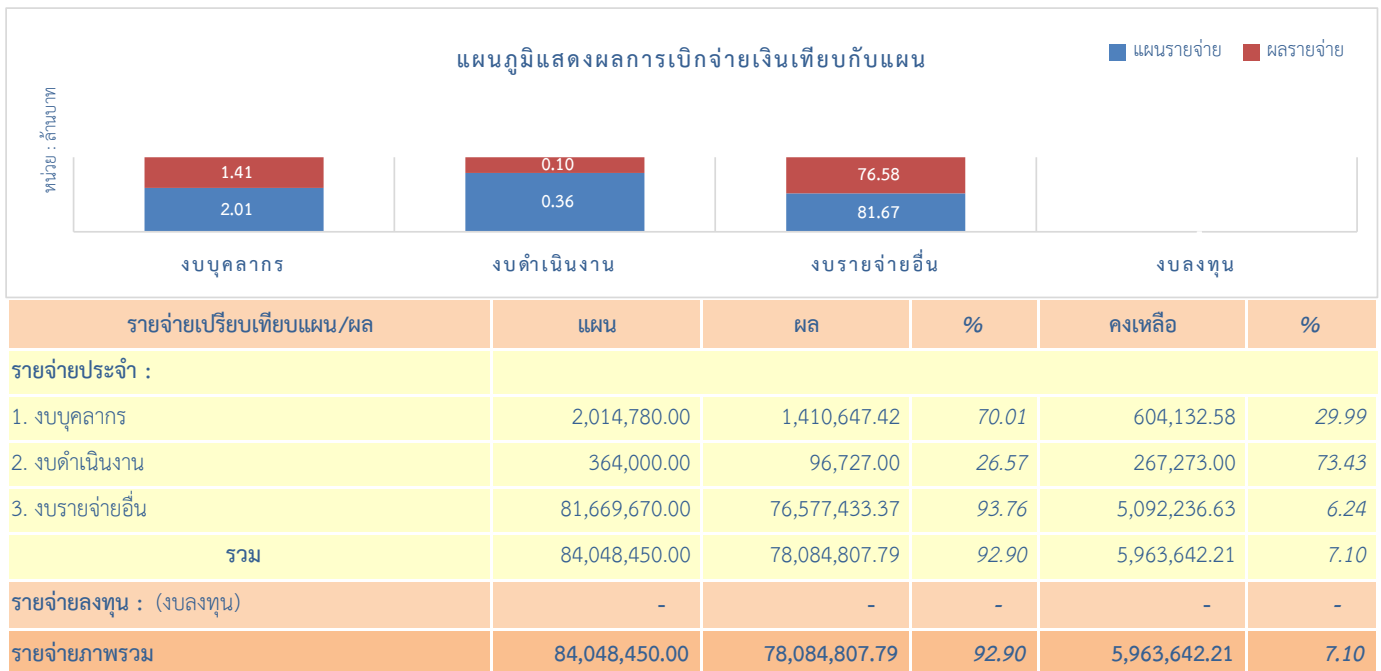 แผนภูมิแสดงผลการเบิกจ่ายเงินเทียบกับแผน
แผนรายจ่าย ผลรายจ่าย
หน่วย : ล้านบาท
1.41 0.10 76.58
2.01 0.36 81.67
งบบุคลากร งบดำเนินงาน งบรายจ่ายอื่น งบลงทุน
รายจ่ายเปรียบเทียบแผน/ผล แผน ผล % คงเหลือ %
รายจ่ายประจำ :
1. งบบุคลากร 2,014,780.00 1,410,647.42 70.01 604,132.58 29.99
2. งบดำเนินงาน 364,000.00 96,727.00 26.57 267,273.00 73.43
3. งบรายจ่ายอื่น 81,669,670.00 76,577,433.37 93.76 5,092,236.63 6.24
รวม 84,048,450.00 78,084,807.79 92.90 5,963,642.21 7.10
รายจ่ายลงทุน : (งบลงทุน) - - - - -
รายจ่ายภาพรวม 84,048,450.00 78,084,807.79 92.90 5,963,642.21 7.10